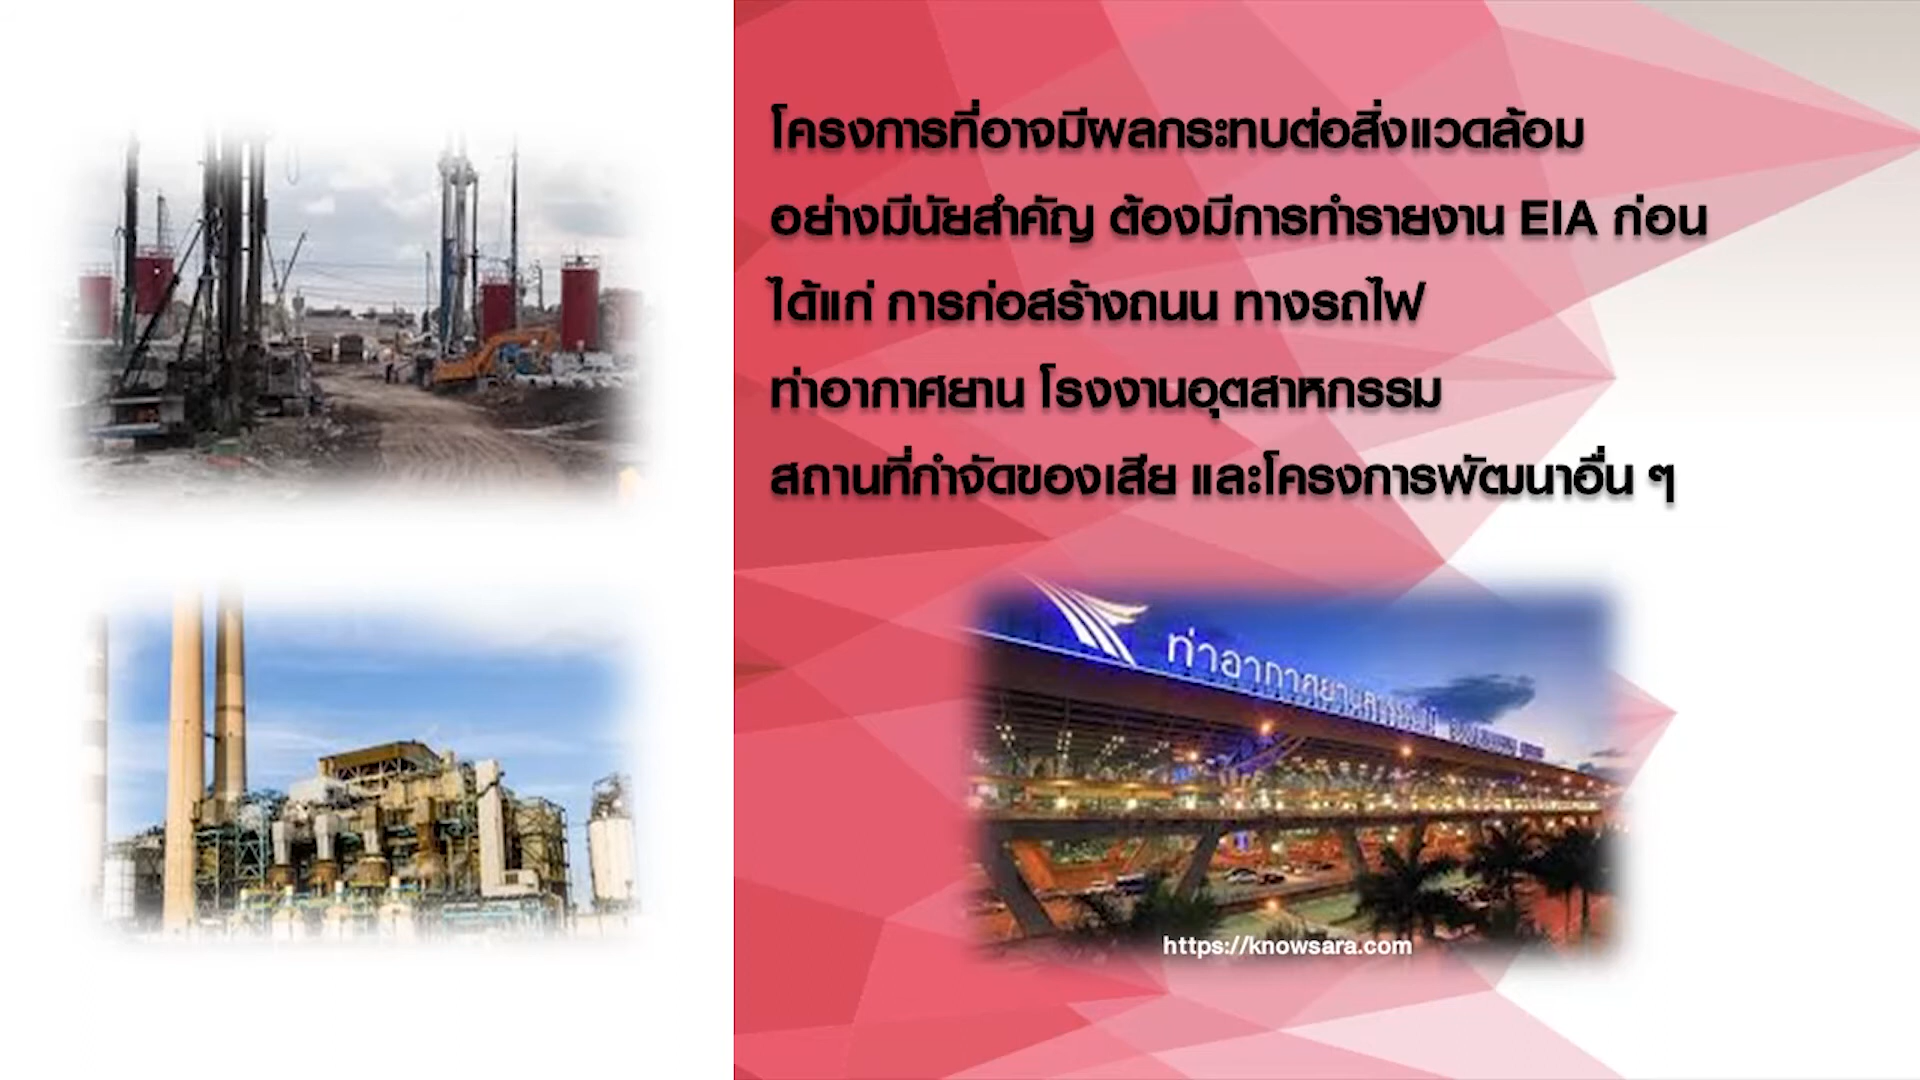 โครงการที่อาจมีผลกระทบต่อสิ่งแวดล้อม
อย่างมีนัยสำคัญ ต้องมีการทำรายงาน EIA ก่อน
ได้แก่ การก่อสร้างถนน ทางรถไฟ
ท่าอากาศยาน โรงงานอุตสาหกรรม
สถานที่กำจัดของเสีย และโครงการพัฒนาอื่น ๆ
ท่าอากาศยาน
https://knowsara.com